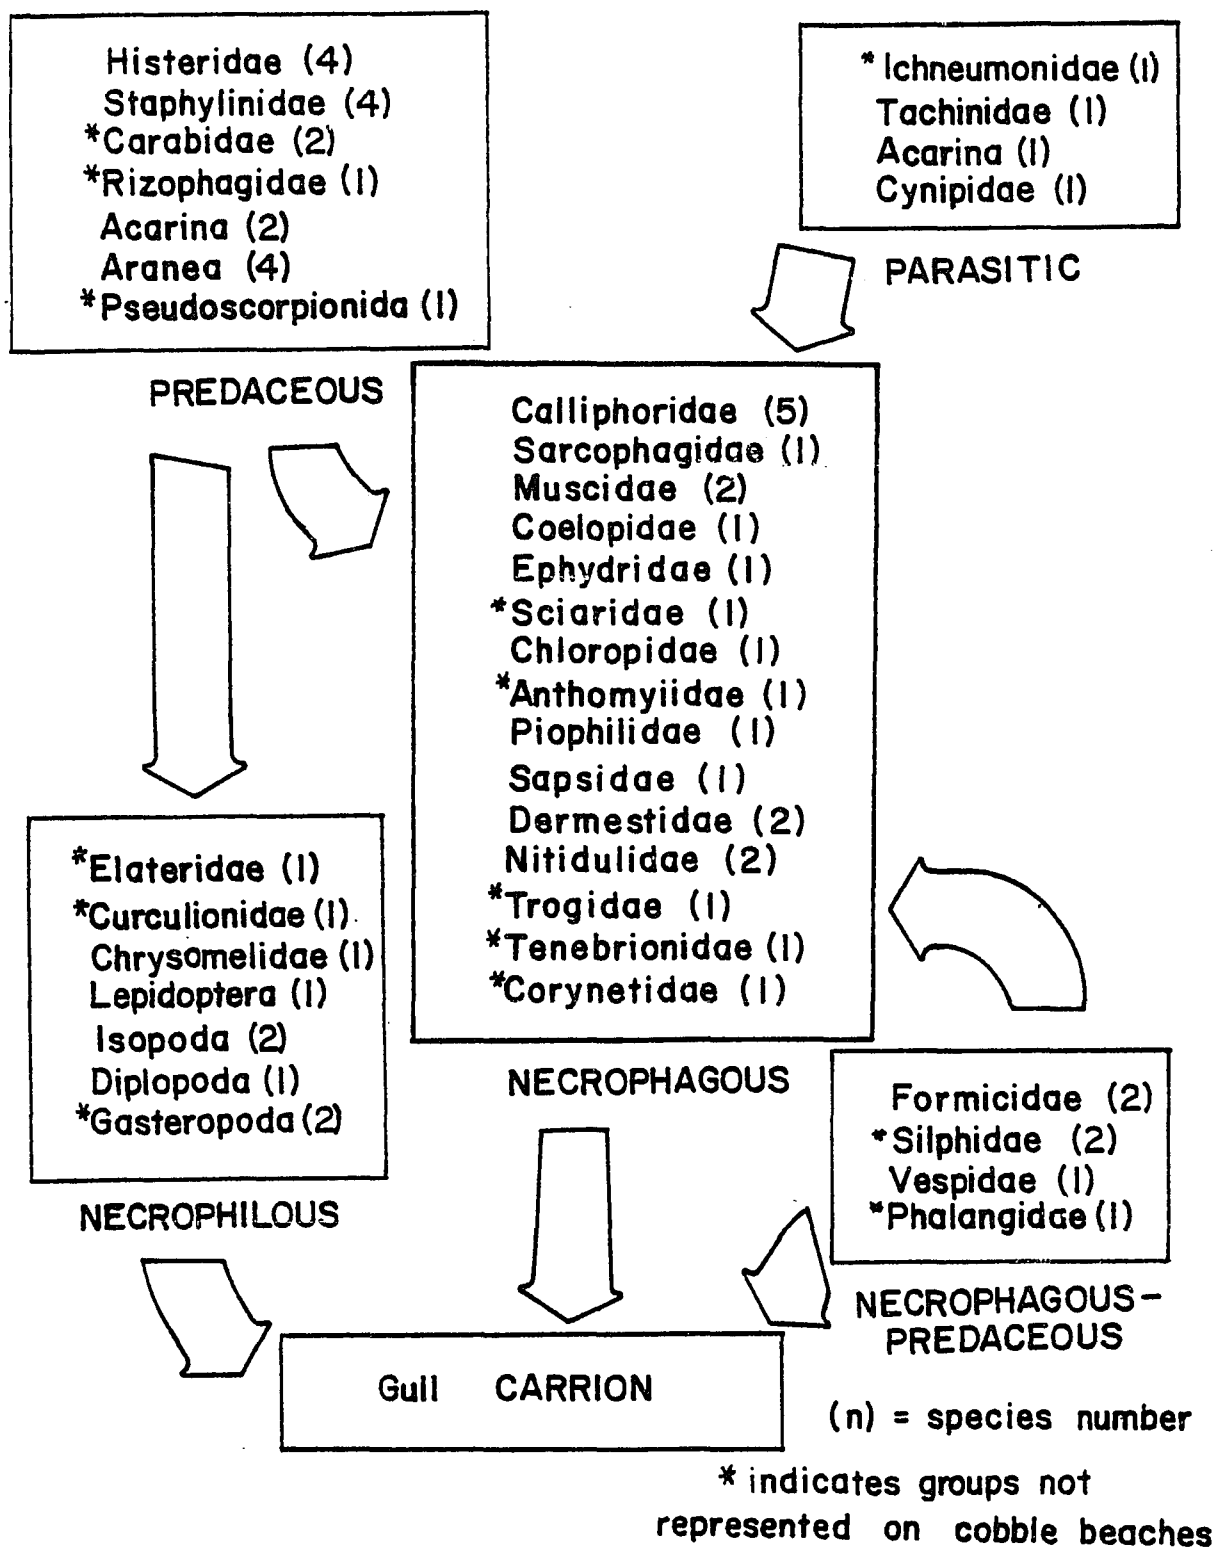 Histeridae (4)
Staphylinidae (4)
*Carabidae (2)
*Rizophagidae (1)
Acarina (2)
Aranea (4)
*Pseudoscorpionida (1)
PREDACEOUS
*Ichneumonidae (1)
Tachinidae (1)
Acarina (1)
Cynipidae (1)
PARASITIC
Calliphoridae (5)
Sarcophagidae (1)
Muscidae (2)
Coelopidae (1)
Ephydridae (1)
*Sciaridae (1)
Chloropidae (1)
*Anthomyiidae (1)
Piophilidae (1)
Sapsidae (1)
Dermestidae (2)
Nitidulidae (2)
*Trogidae (1)
*Tenebrionidae (1)
*Corynetidae (1)
NECROPHAGOUS
*Elateridae (1)
*Curculionidae (1)
Chrysomelidae (1)
Lepidoptera (1)
Isopoda (2)
Diplopoda (1)
*Gasteropoda (2)
NECROPHILOUS
Formicidae (2)
*Silphidae (2)
Vespidae (1)
*Phalangidae (1)
NECROPHAGOUS-
PREDACEOUS
Gull CARRION
(n) = species number
* indicates groups not
represented on cobble beaches